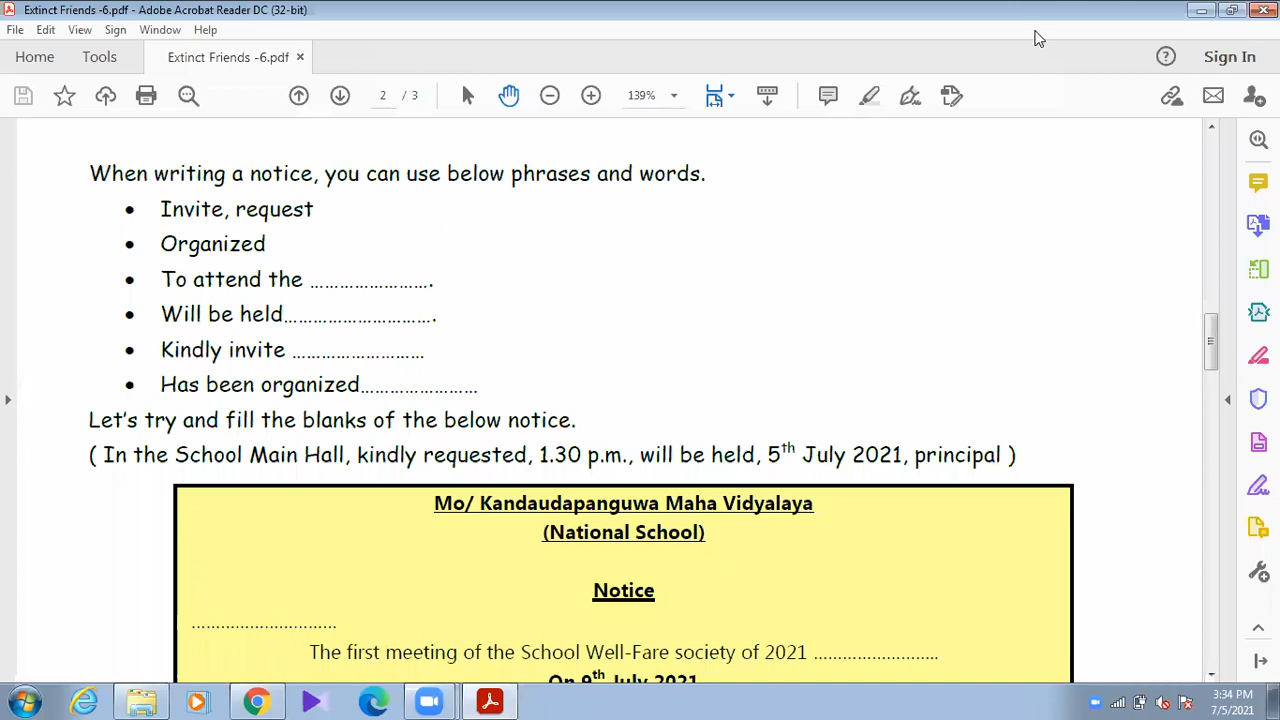 Extinct Friends -6.pdf - Adobe Acrobat Reader DC (32-bit)
File Edit View Sign Window Help
Home Tools Extinct Friends -6.pdf × Sign In
2 / 3 139%
When writing a notice, you can use below phrases and words.
• Invite, request
• Organized
• To attend the …………………….
• Will be held………………………….
• Kindly invite ………………………
• Has been organized……………………
Let's try and fill the blanks of the below notice.
( In the School Main Hall, kindly requested, 1.30 p.m., will be held, 5th July 2021, principal )
Mo/ Kandaudapanguwa Maha Vidyalaya
(National School)
Notice
…………………………
The first meeting of the School Well-Fare society of 2021 ……………………..
On 9th July 2021
3:34 PM
7/5/2021